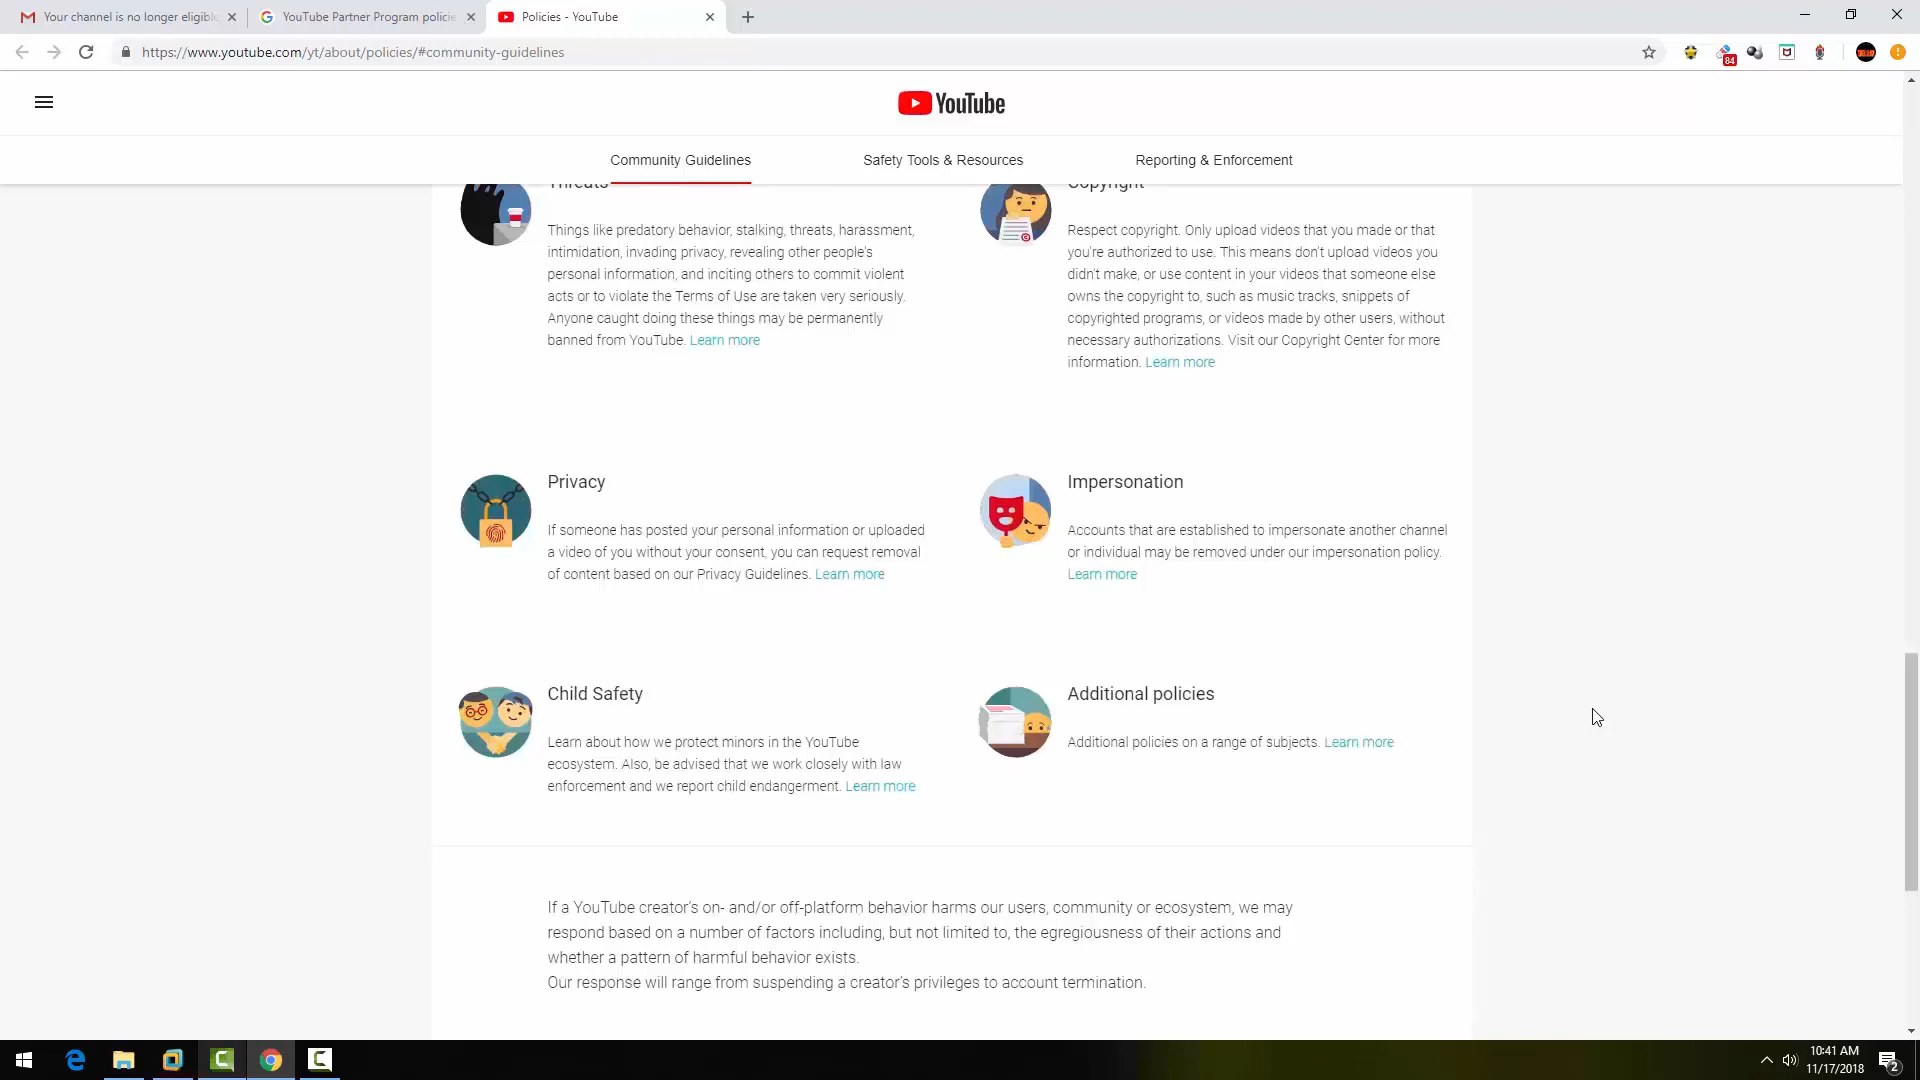 Your channel is no longer eligible
YouTube Partner Program policie
Policies - YouTube
https://www.youtube.com/yt/about/policies/#community-guidelines
84
YouTube
Community Guidelines
Safety Tools & Resources
Reporting & Enforcement
Threats
Things like predatory behavior, stalking, threats, harassment,
intimidation, invading privacy, revealing other people's
personal information, and inciting others to commit violent
acts or to violate the Terms of Use are taken very seriously.
Anyone caught doing these things may be permanently
banned from YouTube. Learn more
Copyright
Respect copyright. Only upload videos that you made or that
you're authorized to use. This means don't upload videos you
didn't make, or use content in your videos that someone else
owns the copyright to, such as music tracks, snippets of
copyrighted programs, or videos made by other users, without
necessary authorizations. Visit our Copyright Center for more
information. Learn more
Privacy
If someone has posted your personal information or uploaded
a video of you without your consent, you can request removal
of content based on our Privacy Guidelines. Learn more
Impersonation
Accounts that are established to impersonate another channel
or individual may be removed under our impersonation policy.
Learn more
Child Safety
Learn about how we protect minors in the YouTube
ecosystem. Also, be advised that we work closely with law
enforcement and we report child endangerment. Learn more
Additional policies
Additional policies on a range of subjects. Learn more
If a YouTube creator's on- and/or off-platform behavior harms our users, community or ecosystem, we may
respond based on a number of factors including, but not limited to, the egregiousness of their actions and
whether a pattern of harmful behavior exists.
Our response will range from suspending a creator's privileges to account termination.
10:41 AM
11/17/2018
2